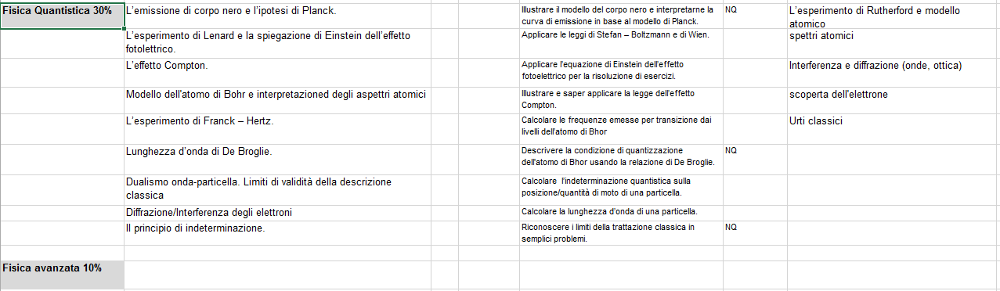 Fisica Quantistica 30%
L'emissione di corpo nero e l'ipotesi di Planck.
Illustrare il modello del corpo nero e interpretarne la
curva di emissione in base al modello di Planck.
NQ
L'esperimento di Rutherford e modello
atomico
L'esperimento di Lenard e la spiegazione di Einstein dell'effetto
fotolettrico.
Applicare le leggi di Stefan – Boltzmann e di Wien.
spettri atomici
L'effetto Compton.
Applicare l'equazione di Einstein dell'effetto
fotoelettrico per la risoluzione di esercizi.
Interferenza e diffrazione (onde, ottica)
Modello dell'atomo di Bohr e interpretazioned degli aspettri atomici
Illustrare e saper applicare la legge dell'effetto
Compton.
scoperta dell'elettrone
L'esperimento di Franck – Hertz.
Calcolare le frequenze emesse per transizione dai
livelli dell'atomo di Bhor
Urti classici
Lunghezza d'onda di De Broglie.
Descrivere la condizione di quantizzazione
dell'atomo di Bhor usando la relazione di De Broglie.
NQ
Dualismo onda-particella. Limiti di validità della descrizione
classica
Calcolare l'indeterminazione quantistica sulla
posizione/quantità di moto di una particella.
Diffrazione/Interferenza degli elettroni
Calcolare la lunghezza d'onda di una particella.
Il principio di indeterminazione.
Riconoscere i limiti della trattazione classica in
semplici problemi.
NQ
Fisica avanzata 10%